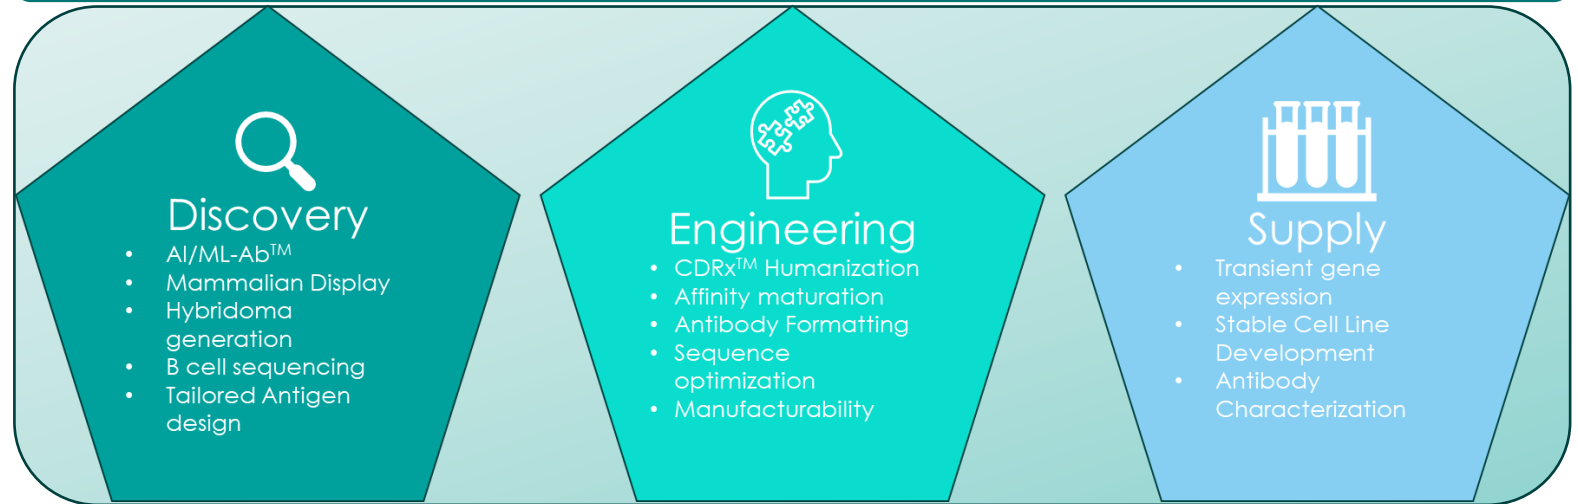 Discovery
• AI/ML-Ab™
• Mammalian Display
• Hybridoma
generation
• B cell sequencing
• Tailored Antigen
design
Engineering
• CDRx™ Humanization
• Affinity maturation
• Antibody Formatting
• Sequence
optimization
• Manufacturability
Supply
• Transient gene
expression
• Stable Cell Line
Development
• Antibody
Characterization